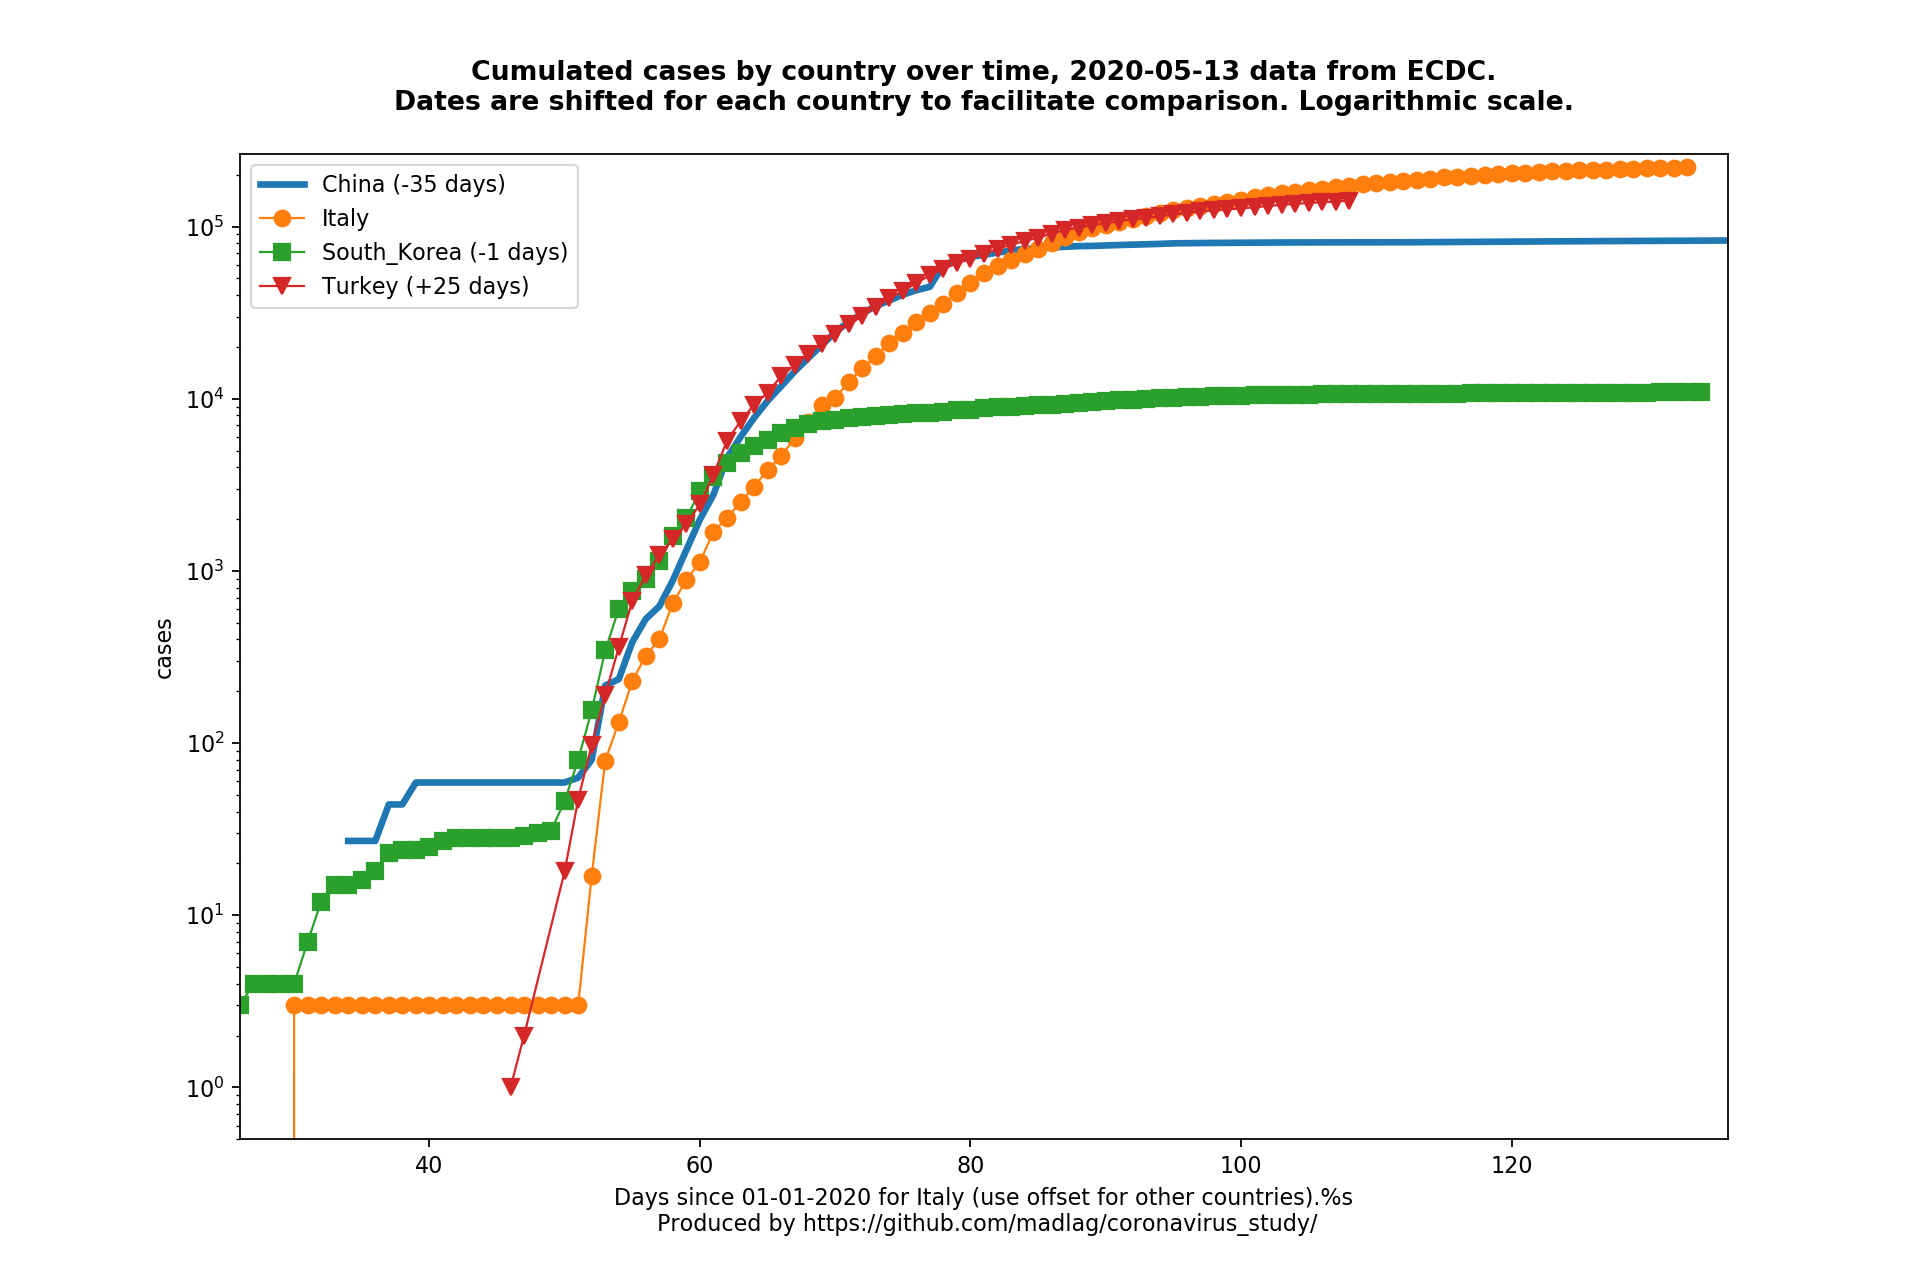 Cumulated cases by country over time, 2020-05-13 data from ECDC.
Dates are shifted for each country to facilitate comparison. Logarithmic scale.
China (-35 days)
Italy
South_Korea (-1 days)
Turkey (+25 days)
10^5
10^4
10^3
10^2
10^1
10^0
cases
40 60 80 100 120
Days since 01-01-2020 for Italy (use offset for other countries).%s
Produced by https://github.com/madlag/coronavirus_study/